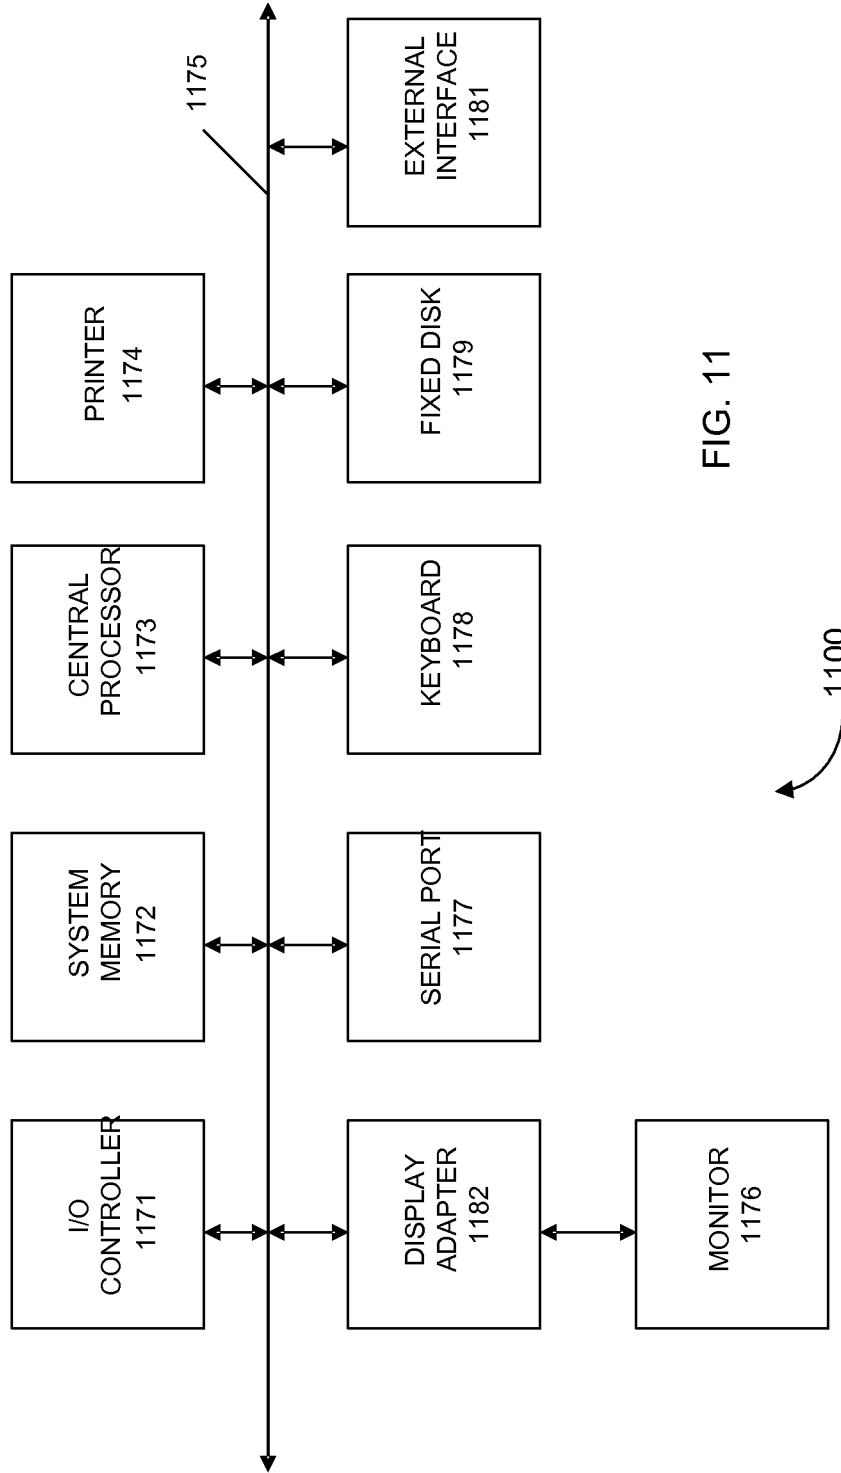 I/O
CONTROLLER
1171
SYSTEM
MEMORY
1172
CENTRAL
PROCESSOR
1173
PRINTER
1174
1175
DISPLAY
ADAPTER
1182
SERIAL PORT
1177
KEYBOARD
1178
FIXED DISK
1179
EXTERNAL
INTERFACE
1181
MONITOR
1176
FIG. 11
1100